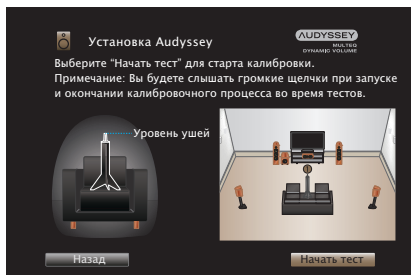 Установка Audyssey
AUDYSSEY
MULTEQ
DYNAMIC VOLUME
Выберите “Начать тест” для старта калибровки.
Примечание: Вы будете слышать громкие щелчки при запуске
и окончании калибровочного процесса во время тестов.
Уровень ушей
Назад
Начать тест